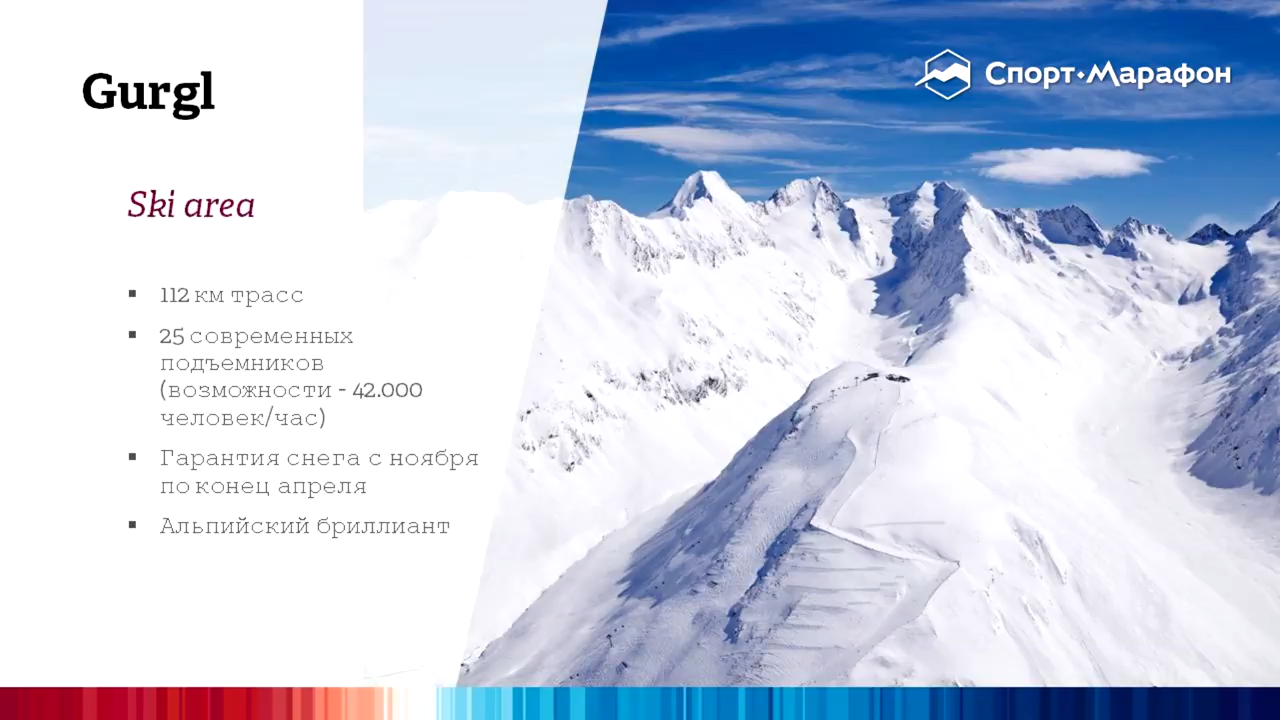 Gurgl
Спорт•Марафон
Ski area
▪ 112 км трасс
▪ 25 современных
подъемников
(возможности - 42.000
человек/час)
▪ Гарантия снега с ноября
по конец апреля
▪ Альпийский бриллиант